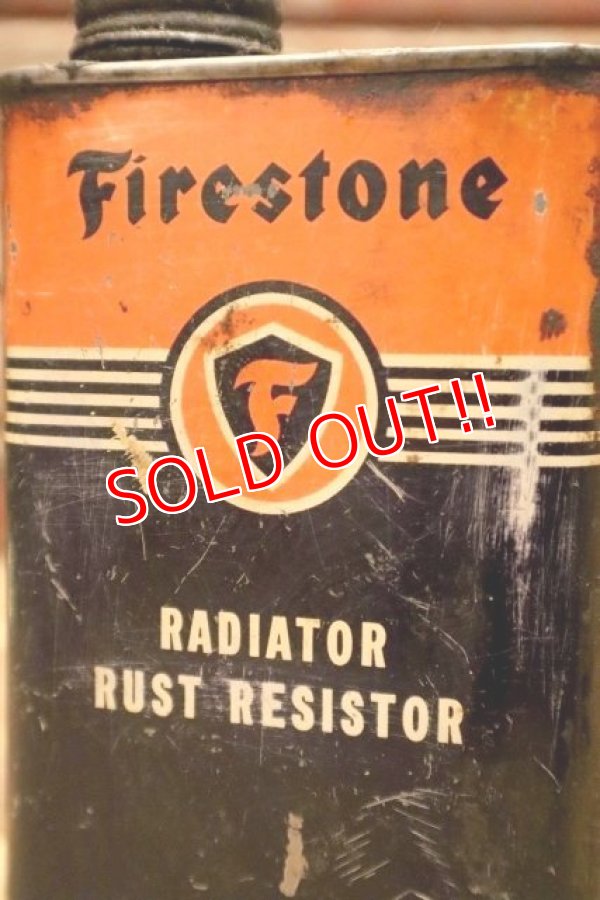 Firestone
F
SOLD OUT!!
RADIATOR
RUST RESISTOR